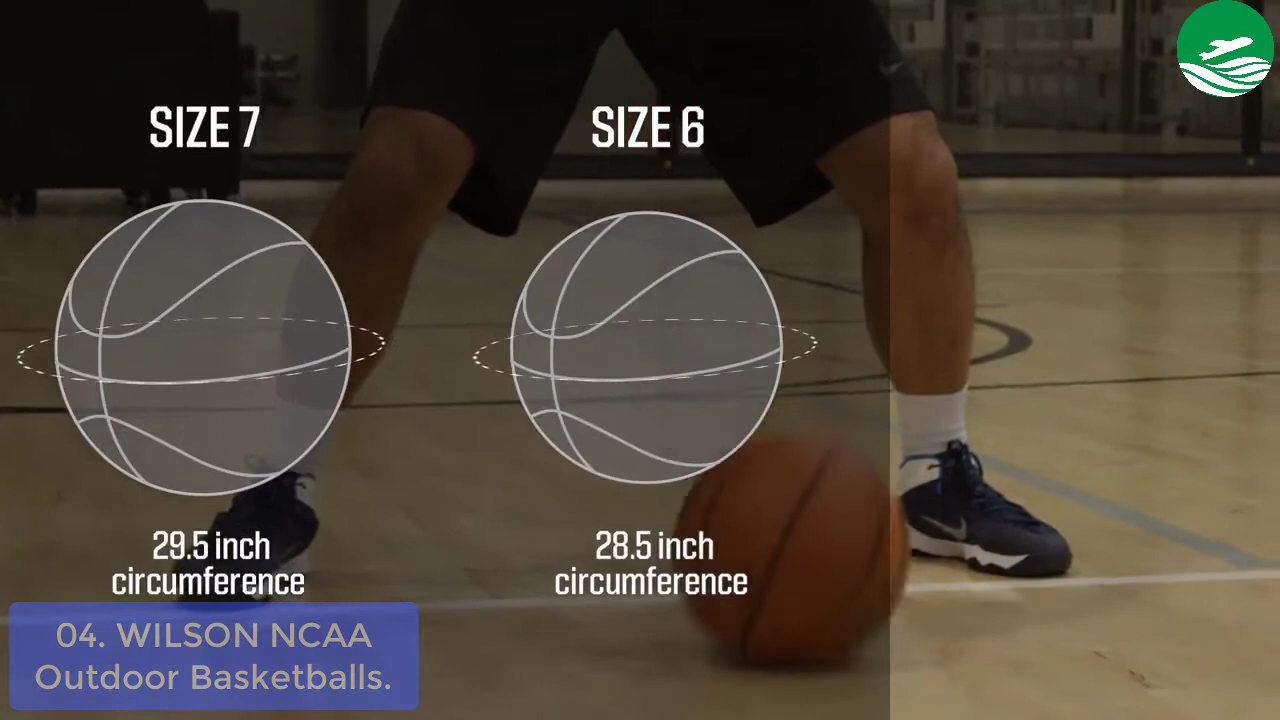 SIZE 7
SIZE 6
29.5 inch
circumference
28.5 inch
circumference
04. WILSON NCAA
Outdoor Basketballs.